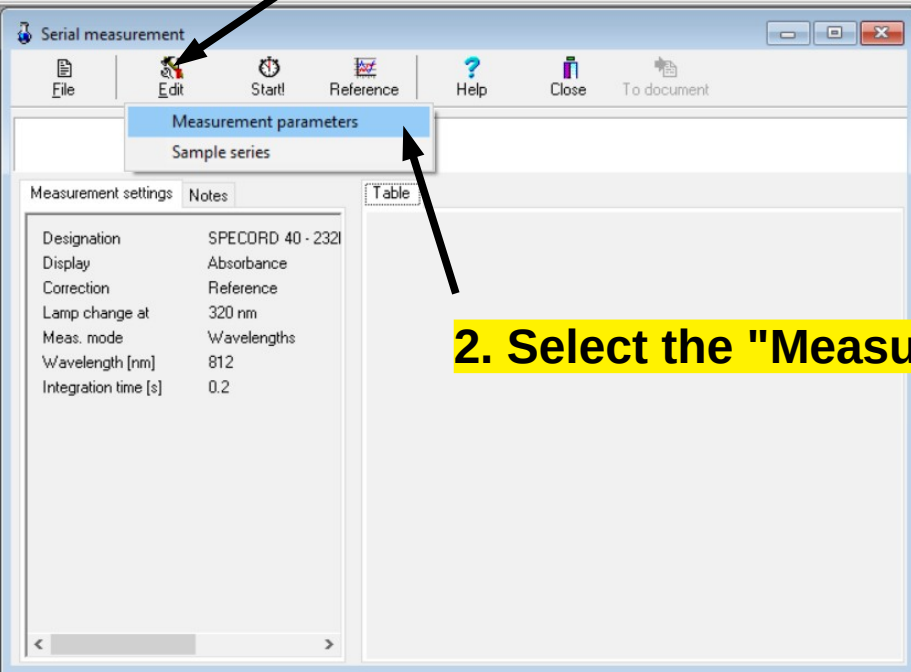 Serial measurement
File Edit Start! Reference Help Close To document
Measurement parameters
Sample series
Measurement settings Notes Table
Designation SPECORD 40 - 232
Display Absorbance
Correction Reference
Lamp change at 320 nm
Meas. mode Wavelengths
Wavelength [nm] 812
Integration time [s] 0.2
2. Select the "Measu